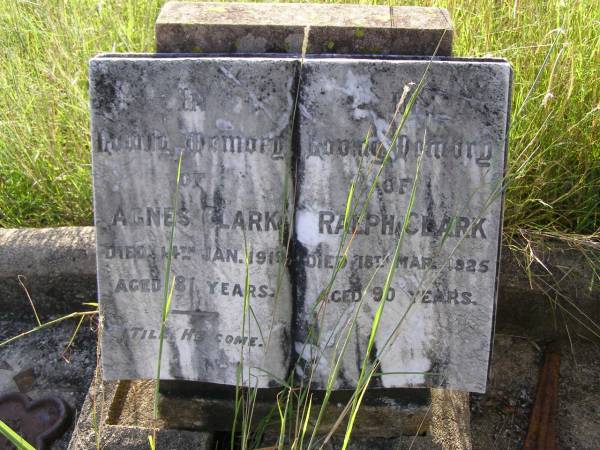 In
Loving Memory
of
AGNES CLARK
DIED 14TH JAN. 1919
AGED 81 YEARS.
"TILL HE COME.
In
Loving Memory
OF
RALPH CLARK
DIED 18TH MAR. 1925
AGED 90 YEARS.